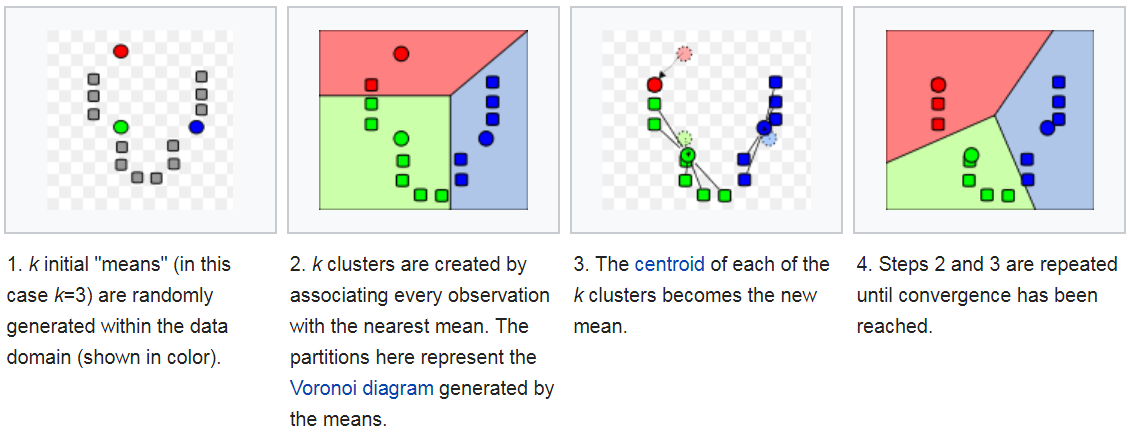 1. k initial "means" (in this
case k=3) are randomly
generated within the data
domain (shown in color).
2. k clusters are created by
associating every observation
with the nearest mean. The
partitions here represent the
Voronoi diagram generated by
the means.
3. The centroid of each of the
k clusters becomes the new
mean.
4. Steps 2 and 3 are repeated
until convergence has been
reached.